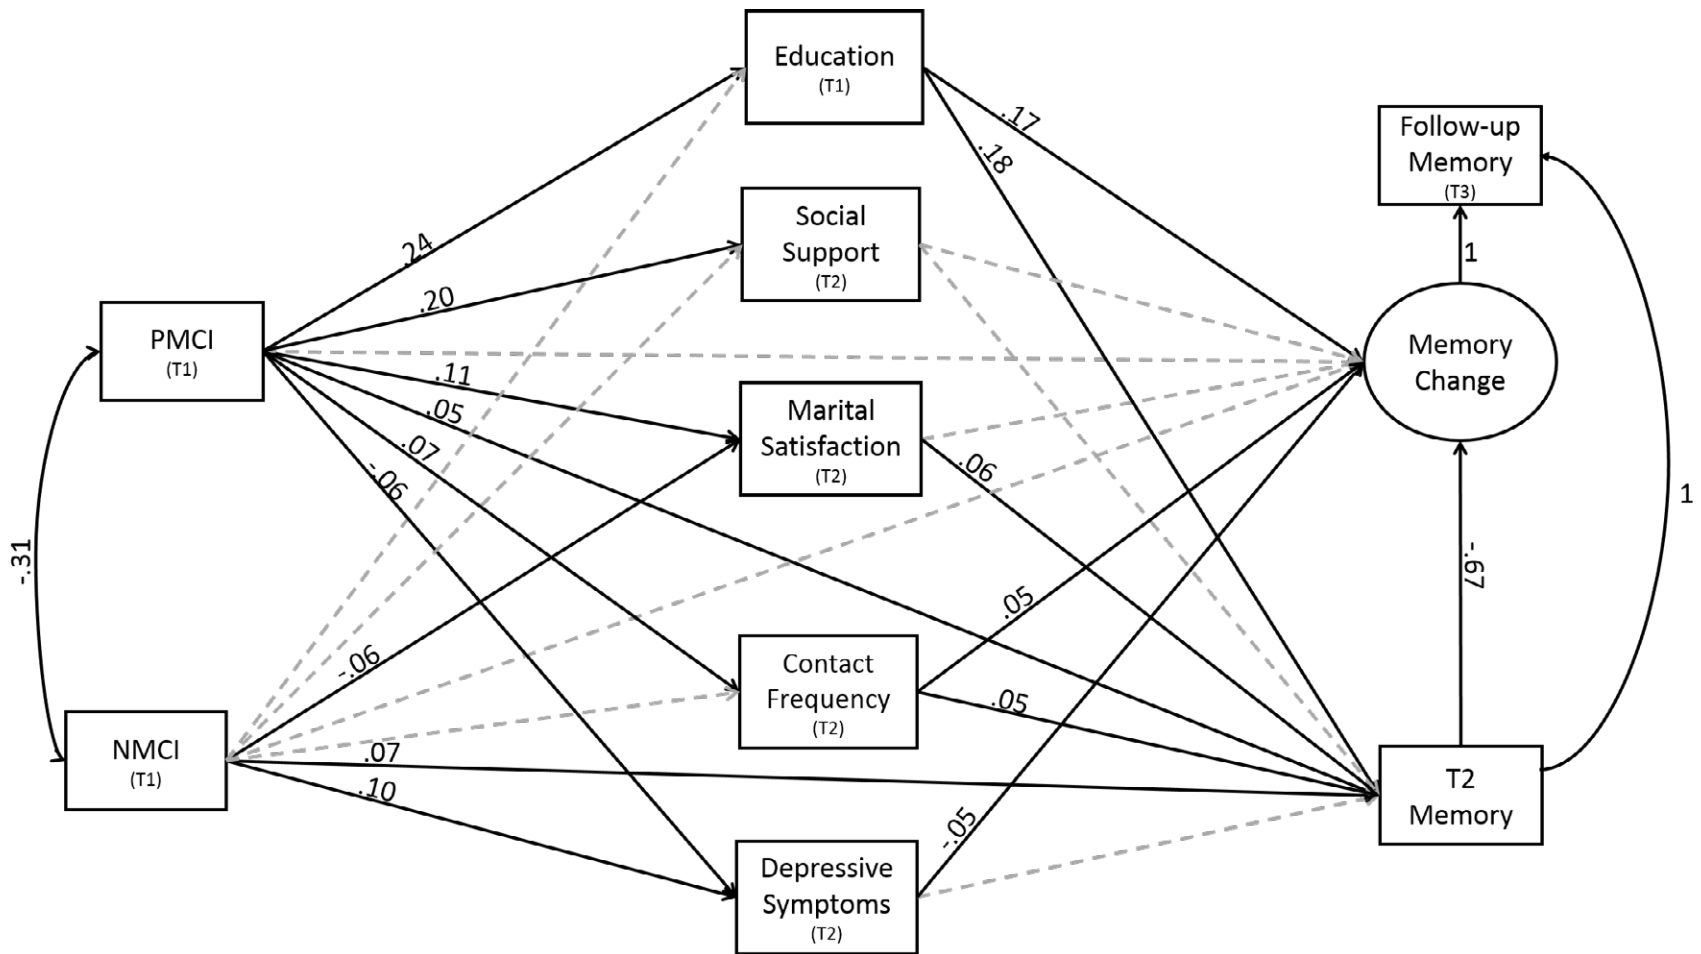 Education
(T1)
.17
.18
Follow-up
Memory
(T3)
1
Social
Support
(T2)
.24
.20
PMCI
(T1)
Memory
Change
.11
.05
.07
-.06
Marital
Satisfaction
(T2)
.06
1
-.31
-.67
.05
-.06
Contact
Frequency
(T2)
.05
NMCI
(T1)
.07
.10
T2
Memory
-.05
Depressive
Symptoms
(T2)